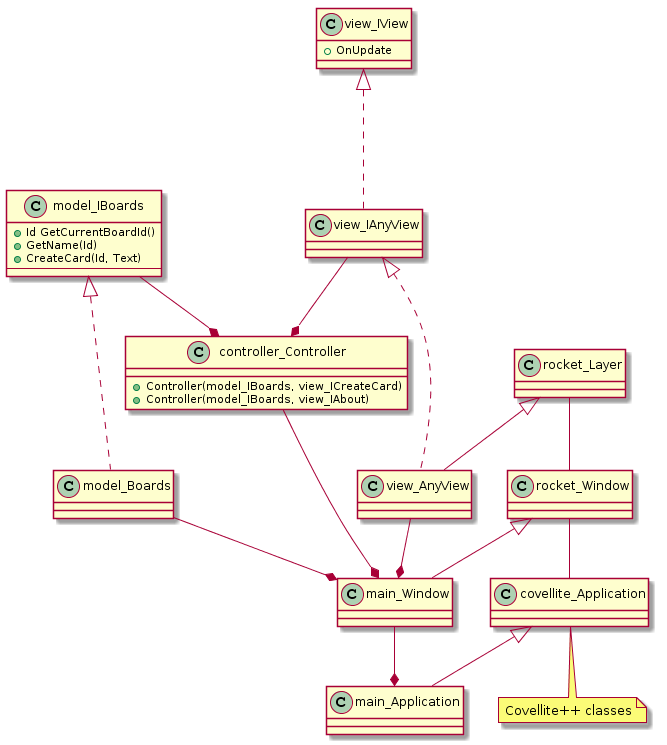 C view_IView
OnUpdate
C model_IBoards
Id GetCurrentBoardId()
GetName(Id)
CreateCard(Id, Text)
C view_IAnyView
C controller_Controller
Controller(model_IBoards, view_ICreateCard)
Controller(model_IBoards, view_IAbout)
C rocket_Layer
C model_Boards
C view_AnyView
C rocket_Window
C main_Window
C covellite_Application
C main_Application
Covellite++ classes